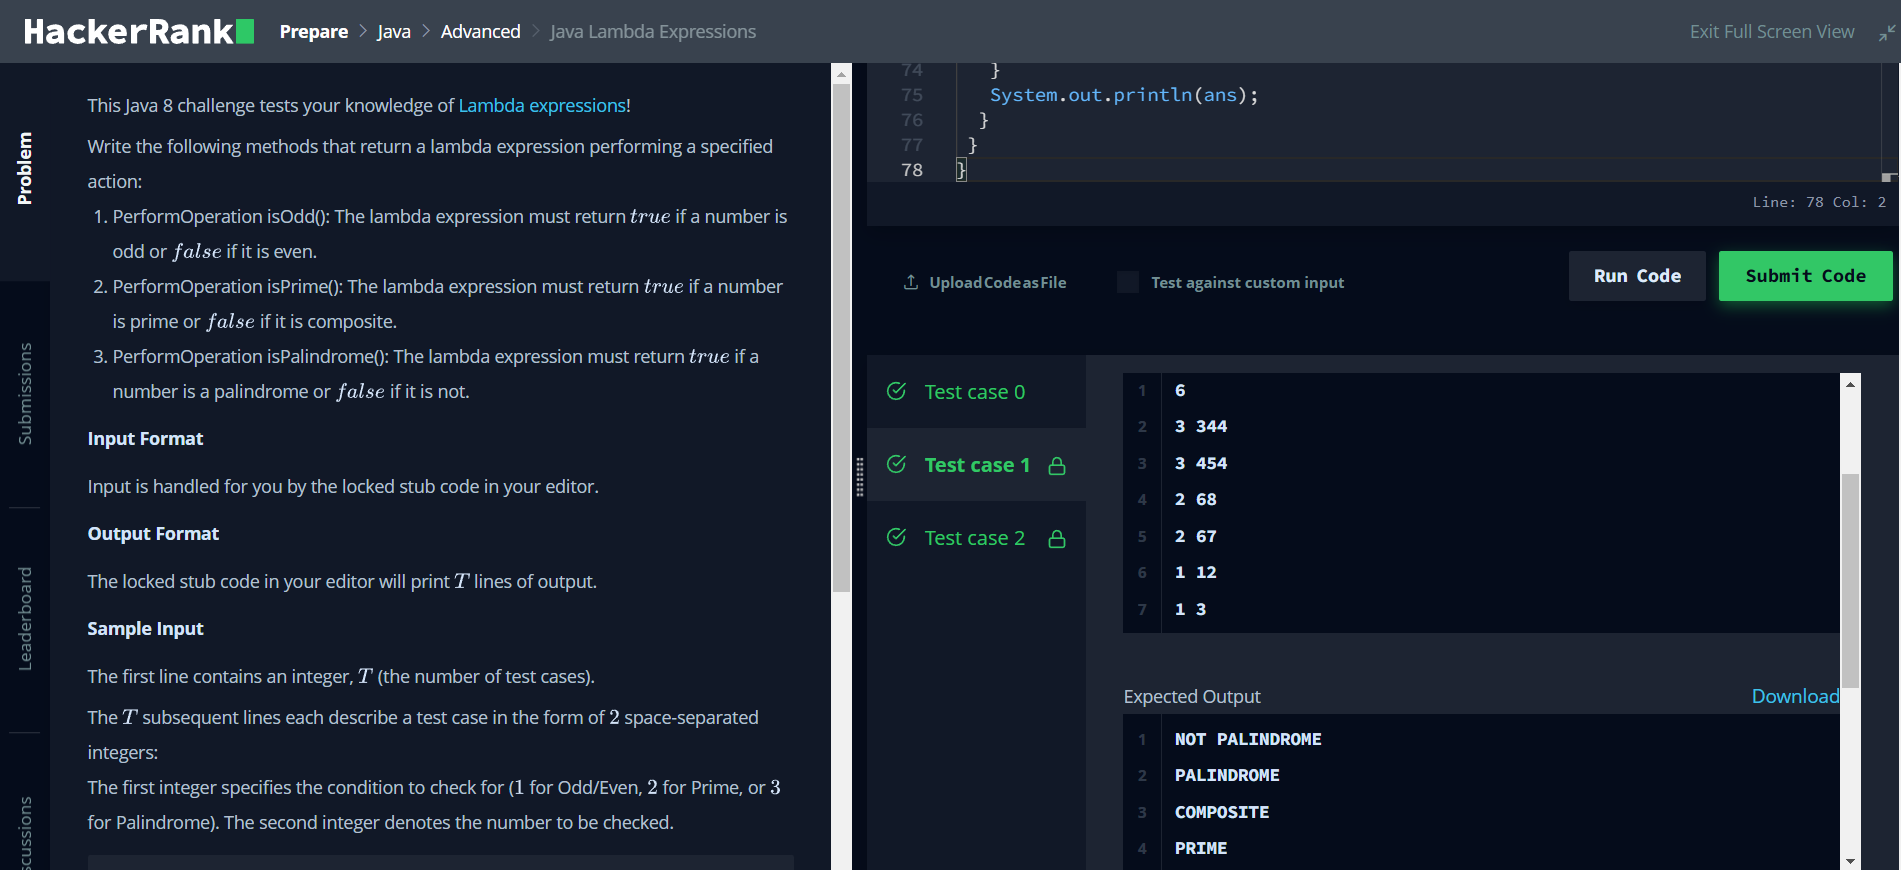 HackerRank Prepare > Java > Advanced > Java Lambda Expressions Exit Full Screen View
Problem
Submissions
Leaderboard
cussions
This Java 8 challenge tests your knowledge of Lambda expressions!
Write the following methods that return a lambda expression performing a specified
action:
1. PerformOperation isOdd(): The lambda expression must return true if a number is
odd or false if it is even.
2. PerformOperation isPrime(): The lambda expression must return true if a number
is prime or false if it is composite.
3. PerformOperation isPalindrome(): The lambda expression must return true if a
number is a palindrome or false if it is not.
Input Format
Input is handled for you by the locked stub code in your editor.
Output Format
The locked stub code in your editor will print T lines of output.
Sample Input
The first line contains an integer, T (the number of test cases).
The T subsequent lines each describe a test case in the form of 2 space-separated
integers:
The first integer specifies the condition to check for (1 for Odd/Even, 2 for Prime, or 3
for Palindrome). The second integer denotes the number to be checked.
74 }
75 System.out.println(ans);
76 }
77 }
78 }
Line: 78 Col: 2
Upload Code as File Test against custom input Run Code Submit Code
Test case 0
Test case 1
Test case 2
1 6
2 3 344
3 3 454
4 2 68
5 2 67
6 1 12
7 1 3
Expected Output Download
1 NOT PALINDROME
2 PALINDROME
3 COMPOSITE
4 PRIME